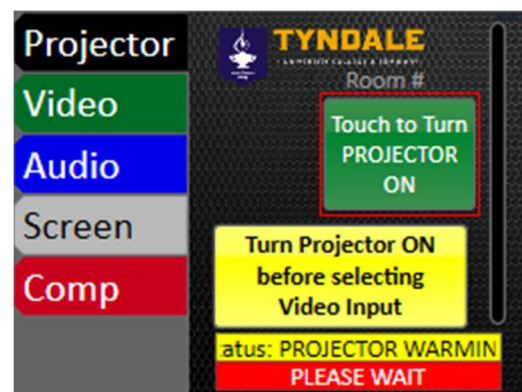 Projector
Video
Audio
Screen
Comp
TYNDALE
UNIVERSITY COLLEGE & SEMINARY
Room #
Touch to Turn
PROJECTOR
ON
Turn Projector ON
before selecting
Video Input
atus: PROJECTOR WARMIN
PLEASE WAIT